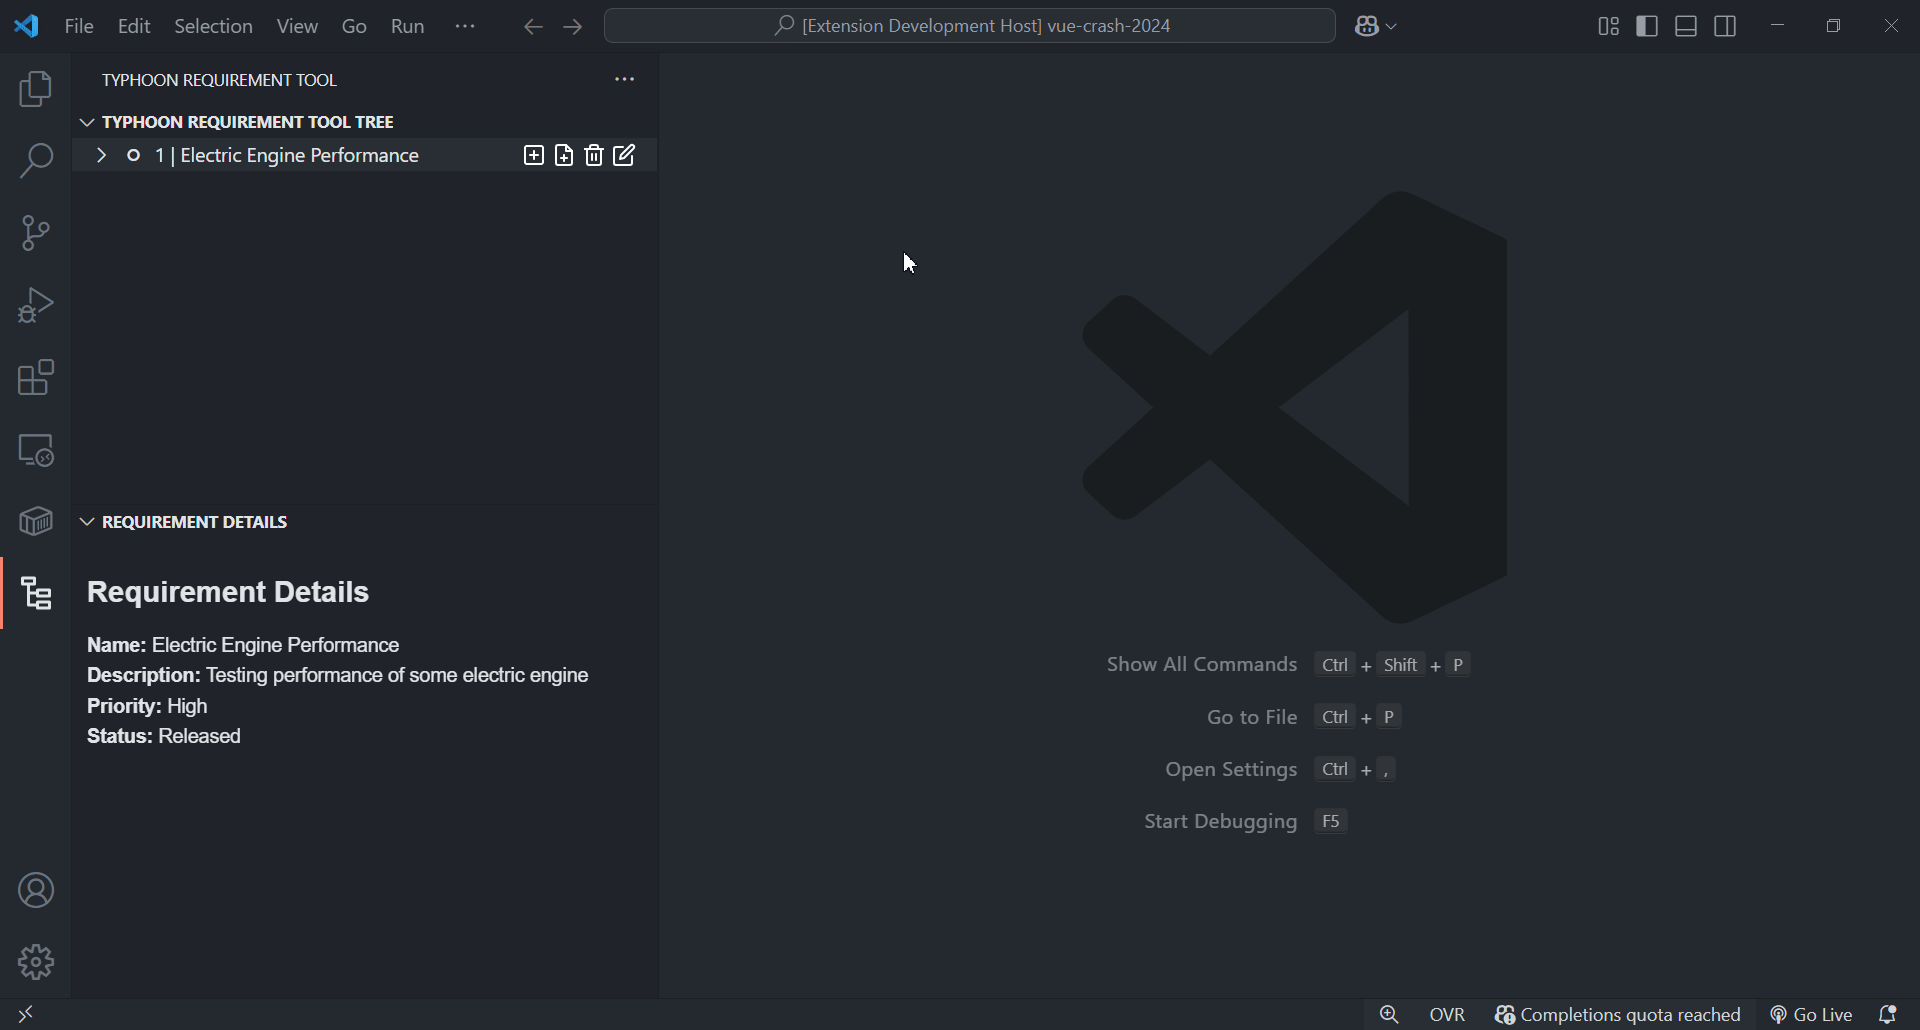 File Edit Selection View Go Run ··· [Extension Development Host] vue-crash-2024
TYPHOON REQUIREMENT TOOL ···
TYPHOON REQUIREMENT TOOL TREE
1 | Electric Engine Performance
REQUIREMENT DETAILS
Requirement Details
Name: Electric Engine Performance
Description: Testing performance of some electric engine
Priority: High
Status: Released
Show All Commands Ctrl + Shift + P
Go to File Ctrl + P
Open Settings Ctrl + ,
Start Debugging F5
OVR Completions quota reached Go Live